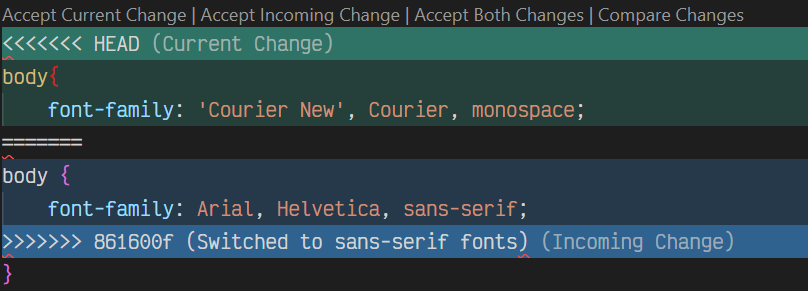 Accept Current Change | Accept Incoming Change | Accept Both Changes | Compare Changes
<<<<<<< HEAD (Current Change)
body{
    font-family: 'Courier New', Courier, monospace;
=======
body {
    font-family: Arial, Helvetica, sans-serif;
>>>>>>> 861600f (Switched to sans-serif fonts) (Incoming Change)
}